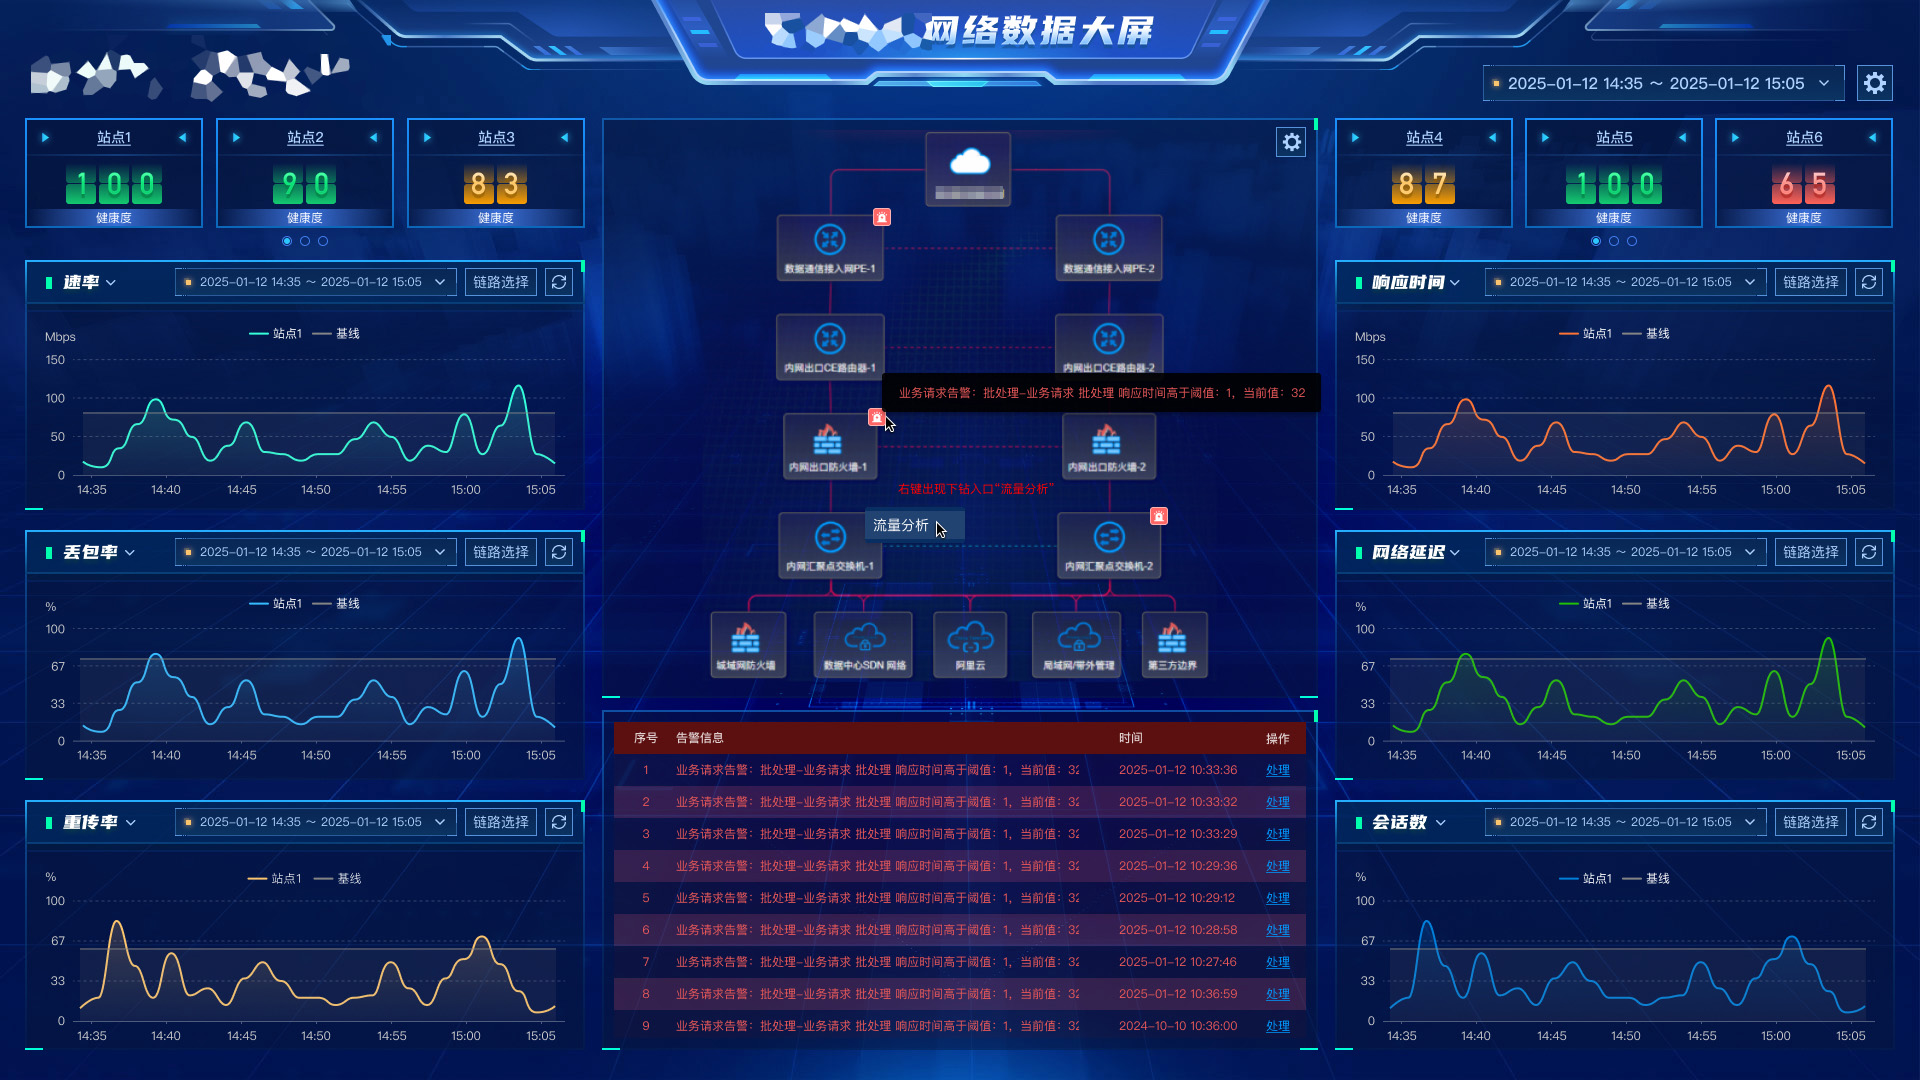 网络数据大屏
2025-01-12 14:35 ~ 2025-01-12 15:05
站点1
100
健康度
站点2
90
健康度
站点3
83
健康度
站点4
87
健康度
站点5
100
健康度
站点6
65
健康度
速率
2025-01-12 14:35 ~ 2025-01-12 15:05
链路选择
Mbps
站点1 基线
150
100
50
0
14:35 14:40 14:45 14:50 14:55 15:00 15:05
丢包率
2025-01-12 14:35 ~ 2025-01-12 15:05
链路选择
%
站点1 基线
100
67
33
0
14:35 14:40 14:45 14:50 14:55 15:00 15:05
重传率
2025-01-12 14:35 ~ 2025-01-12 15:05
链路选择
%
站点1 基线
100
67
33
0
14:35 14:40 14:45 14:50 14:55 15:00 15:05
数据通信接入网PE-1
数据通信接入网PE-2
内网出口CE路由器-1
内网出口CE路由器-2
业务请求告警：批处理-业务请求 批处理 响应时间高于阈值：1，当前值：32
内网出口防火墙-1
内网出口防火墙-2
右键出现下钻入口“流量分析”
流量分析
内网汇聚点交换机-1
内网汇聚点交换机-2
城域网防火墙
数据中心SDN 网络
阿里云
局域网/带外管理
第三方边界
序号 告警信息 时间 操作
1 业务请求告警：批处理-业务请求 批处理 响应时间高于阈值：1，当前值：32 2025-01-12 10:33:36 处理
2 业务请求告警：批处理-业务请求 批处理 响应时间高于阈值：1，当前值：32 2025-01-12 10:33:32 处理
3 业务请求告警：批处理-业务请求 批处理 响应时间高于阈值：1，当前值：32 2025-01-12 10:33:29 处理
4 业务请求告警：批处理-业务请求 批处理 响应时间高于阈值：1，当前值：32 2025-01-12 10:29:36 处理
5 业务请求告警：批处理-业务请求 批处理 响应时间高于阈值：1，当前值：32 2025-01-12 10:29:12 处理
6 业务请求告警：批处理-业务请求 批处理 响应时间高于阈值：1，当前值：32 2025-01-12 10:28:58 处理
7 业务请求告警：批处理-业务请求 批处理 响应时间高于阈值：1，当前值：32 2025-01-12 10:27:46 处理
8 业务请求告警：批处理-业务请求 批处理 响应时间高于阈值：1，当前值：32 2025-01-12 10:36:59 处理
9 业务请求告警：批处理-业务请求 批处理 响应时间高于阈值：1，当前值：32 2024-10-10 10:36:00 处理
响应时间
2025-01-12 14:35 ~ 2025-01-12 15:05
链路选择
Mbps
站点1 基线
150
100
50
0
14:35 14:40 14:45 14:50 14:55 15:00 15:05
网络延迟
2025-01-12 14:35 ~ 2025-01-12 15:05
链路选择
%
站点1 基线
100
67
33
0
14:35 14:40 14:45 14:50 14:55 15:00 15:05
会话数
2025-01-12 14:35 ~ 2025-01-12 15:05
链路选择
%
站点1 基线
100
67
33
0
14:35 14:40 14:45 14:50 14:55 15:00 15:05